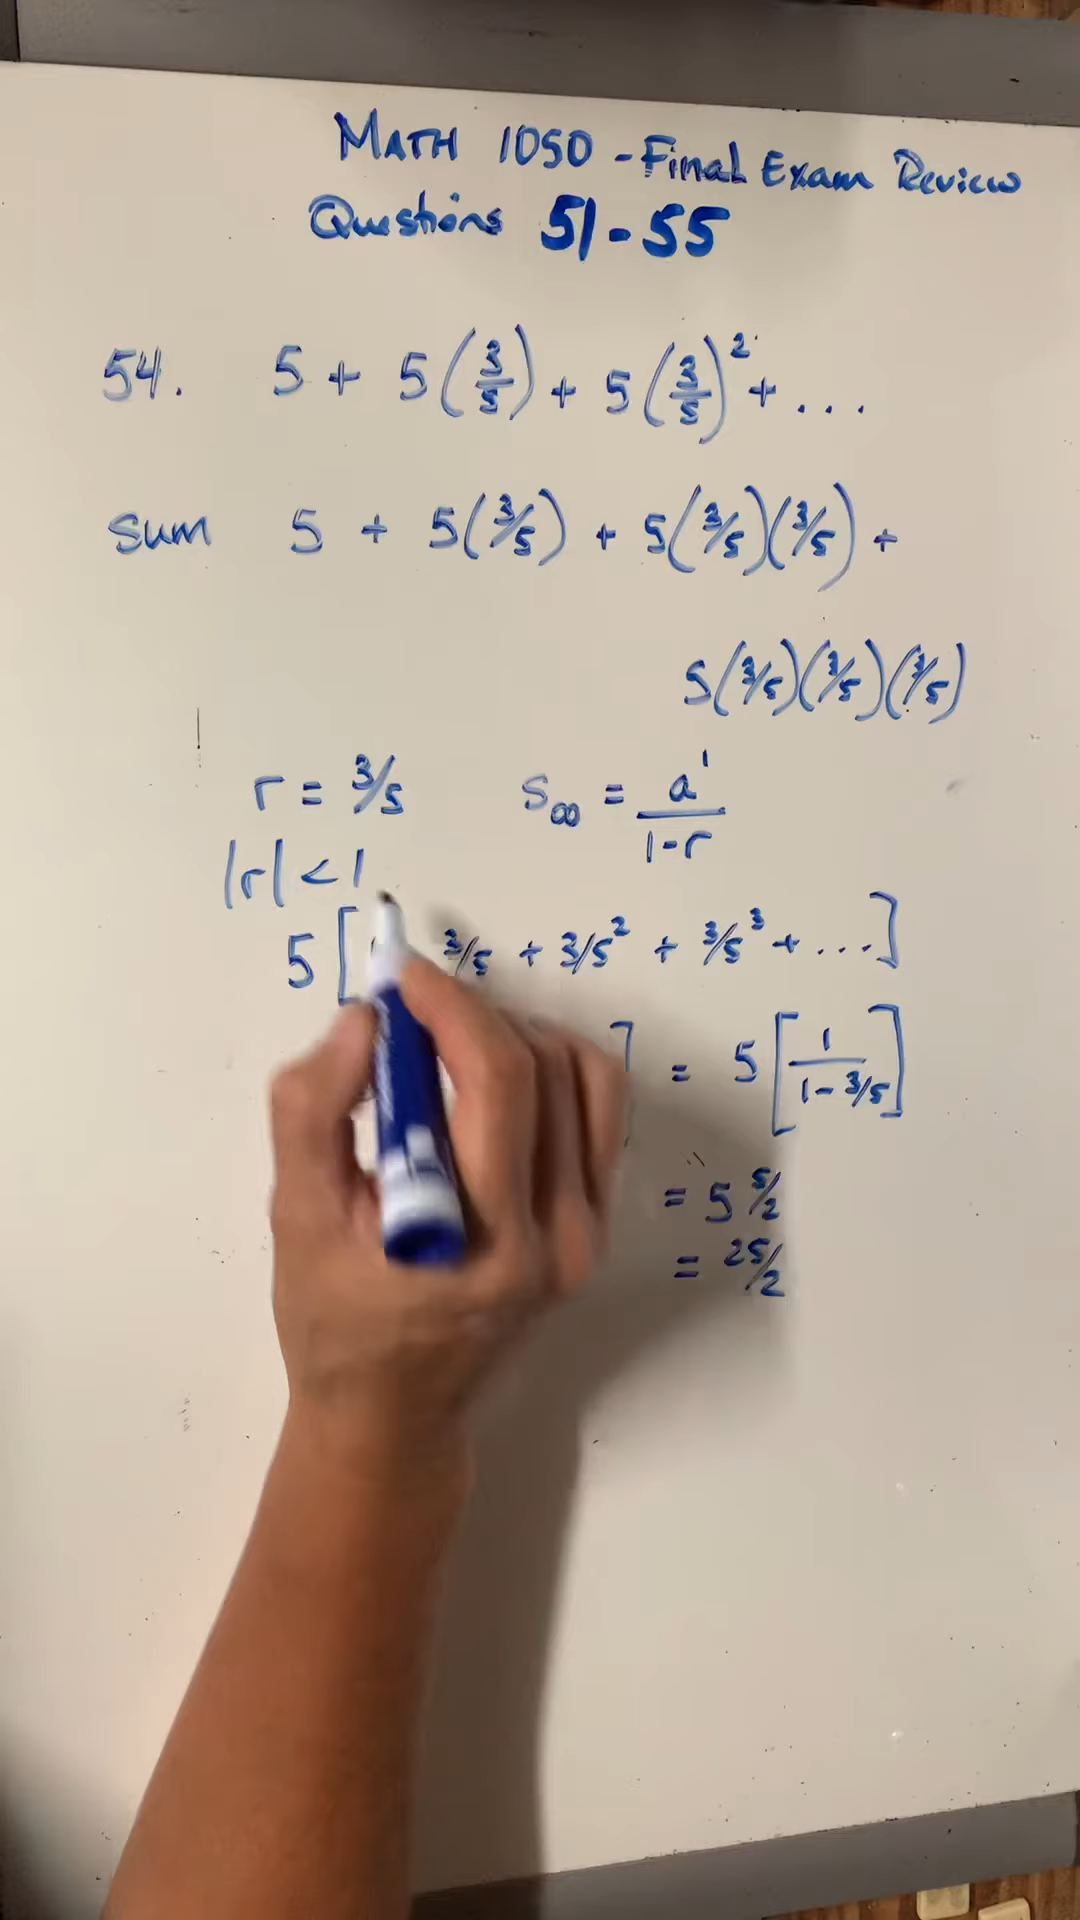 MATH 1050 - Final Exam Review
Questions 51-55
54. 5 + 5(3/5) + 5(3/5)² + ...
Sum 5 + 5(3/5) + 5(3/5)(3/5) +
5(3/5)(3/5)(3/5)
r = 3/5 S∞ = a¹/1-r
|r| < 1
5[ 3/5 + 3/5² + 3/5³ + ...]
] = 5[1/1-3/5]
= 5 5/2
= 25/2